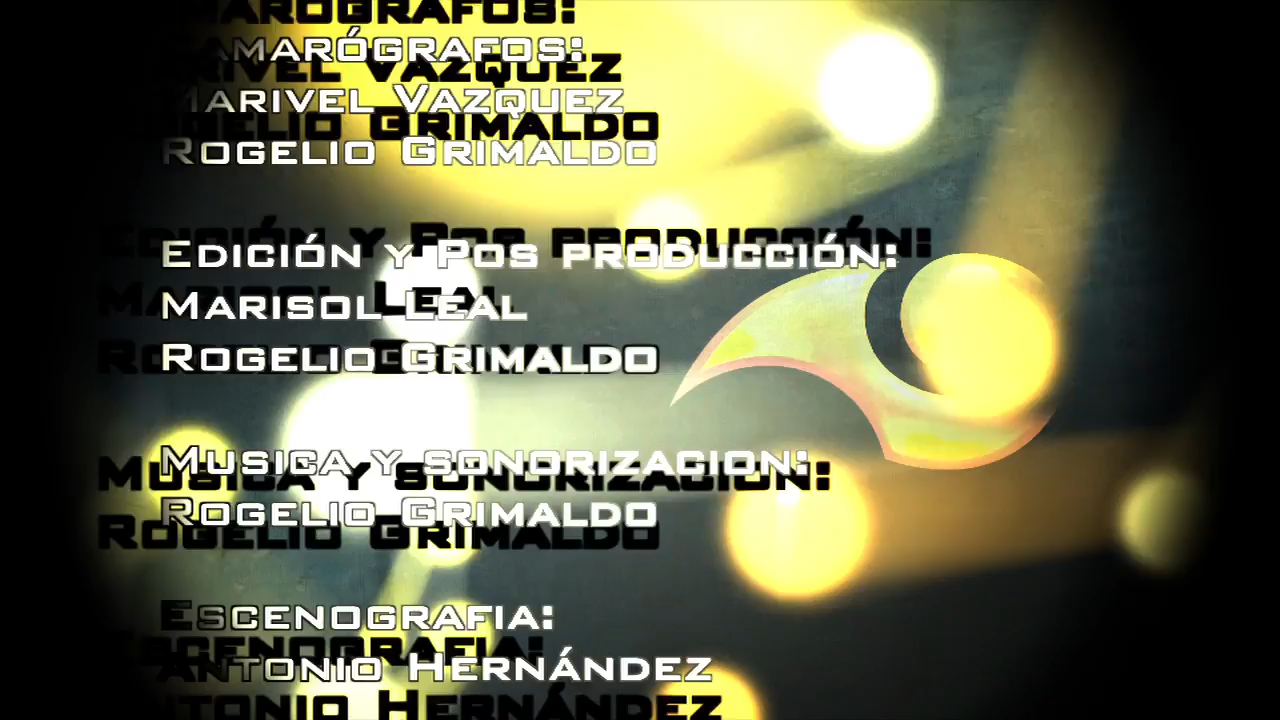 Camarógrafos:
Marivel Vazquez
Rogelio Grimaldo
Edición y Pos producción:
Marisol Leal
Rogelio Grimaldo
Musica y sonorizacion:
Rogelio Grimaldo
Escenografia:
Antonio Hernández